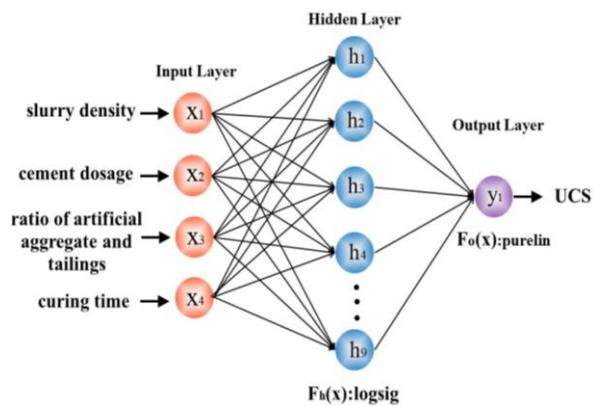 Hidden Layer
Input Layer
Output Layer
slurry density
cement dosage
ratio of artificial
aggregate and
tailings
curing time
x1
x2
x3
x4
h1
h2
h3
h4
h9
y1
UCS
Fo(x):purelin
Fh(x):logsig